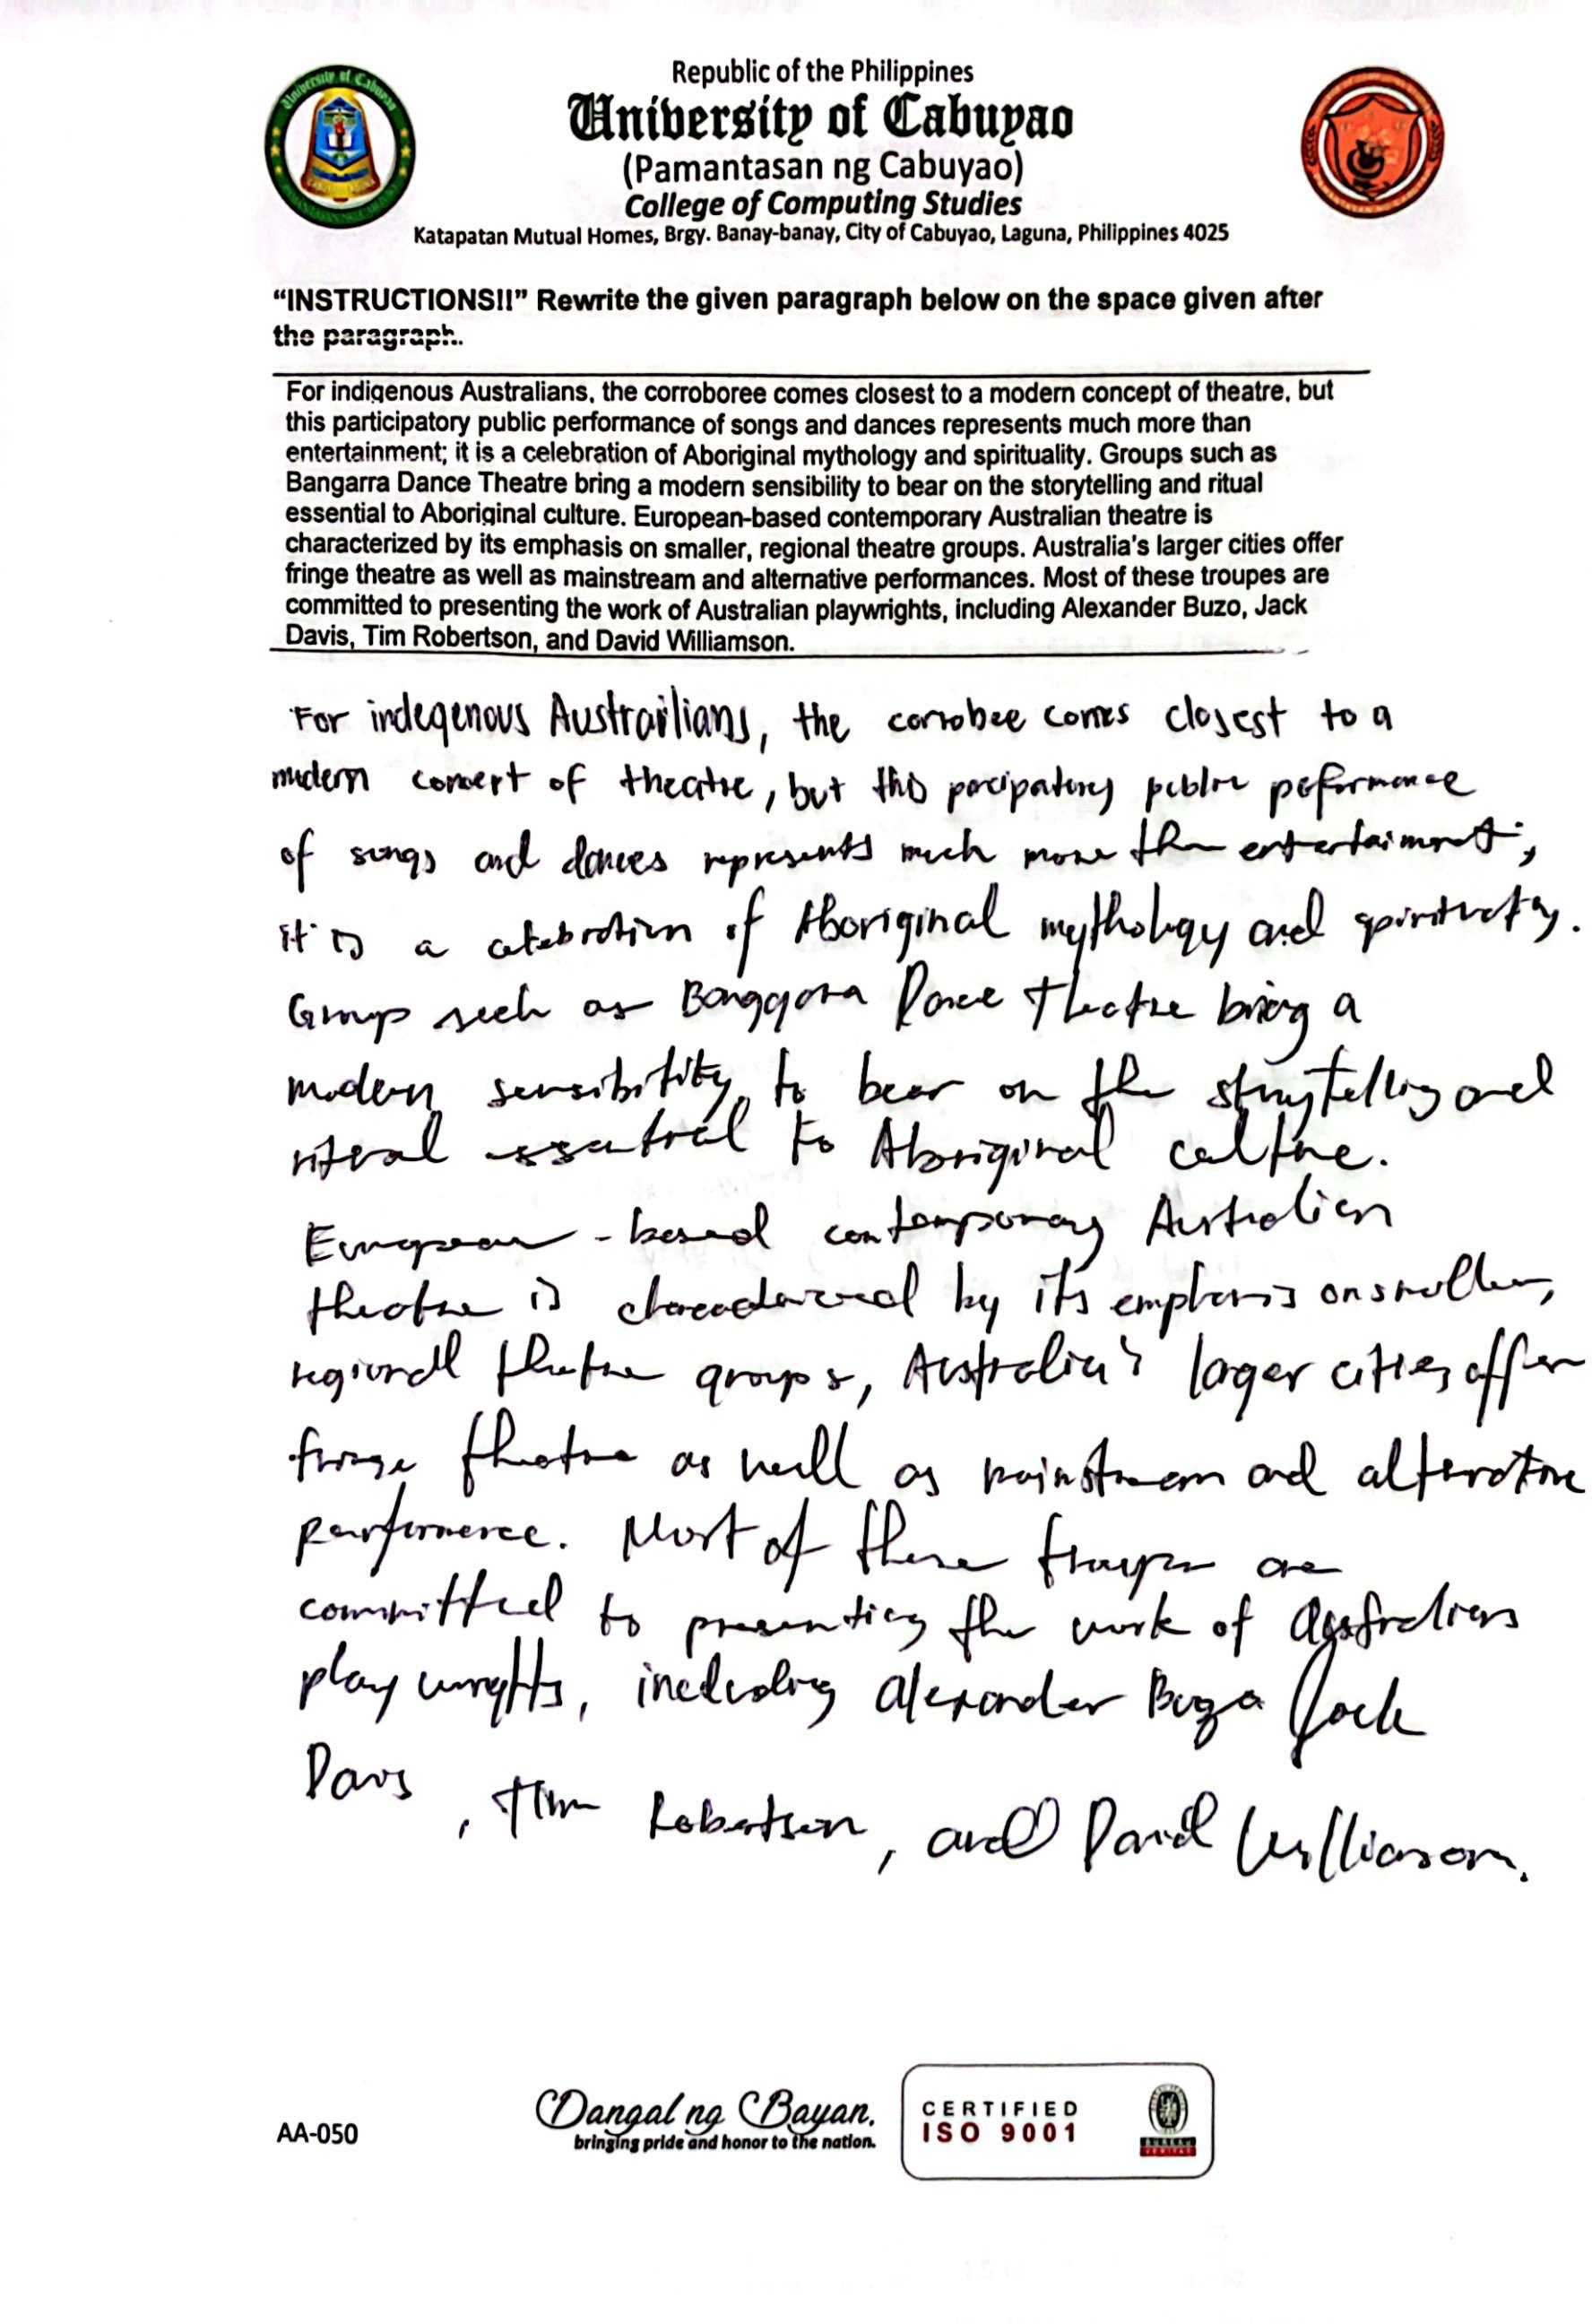 Republic of the Philippines
University of Cabuyao
(Pamantasan ng Cabuyao)
College of Computing Studies
Katapatan Mutual Homes, Brgy. Banay-banay, City of Cabuyao, Laguna, Philippines 4025
“INSTRUCTIONS!!” Rewrite the given paragraph below on the space given after
the paragraph.
For indigenous Australians, the corroboree comes closest to a modern concept of theatre, but
this participatory public performance of songs and dances represents much more than
entertainment; it is a celebration of Aboriginal mythology and spirituality. Groups such as
Bangarra Dance Theatre bring a modern sensibility to bear on the storytelling and ritual
essential to Aboriginal culture. European-based contemporary Australian theatre is
characterized by its emphasis on smaller, regional theatre groups. Australia’s larger cities offer
fringe theatre as well as mainstream and alternative performances. Most of these troupes are
committed to presenting the work of Australian playwrights, including Alexander Buzo, Jack
Davis, Tim Robertson, and David Williamson.
For indegenous Austrailians, the corrobee comes closest to a
modern concert of theatre, but this parcipatory public peformance
of songs and dances represents much more than entertaiment;
it is a celebration of Aboriginal mythology and
Group such as Banggara Dance Theatre bring a
modern sensibility to bear on the storytelling and
ritual essential to Aboriginal culture.
European-based contemporary Australian
theatre is characterized by its emphasis on smaller,
regional theatre groups, Australia's larger cities offer
fringe theatre as well as mainstream and alternative
performance. Most of these troupes are
committed to presenting the work of Australians
playwrights, including Alexander Buzo Jack
Davis, Tim Robertson, and David Williamson.
AA-050
Dangal ng Bayan.
bringing pride and honor to the nation.
CERTIFIED
ISO 9001
BUREAU
VERITAS